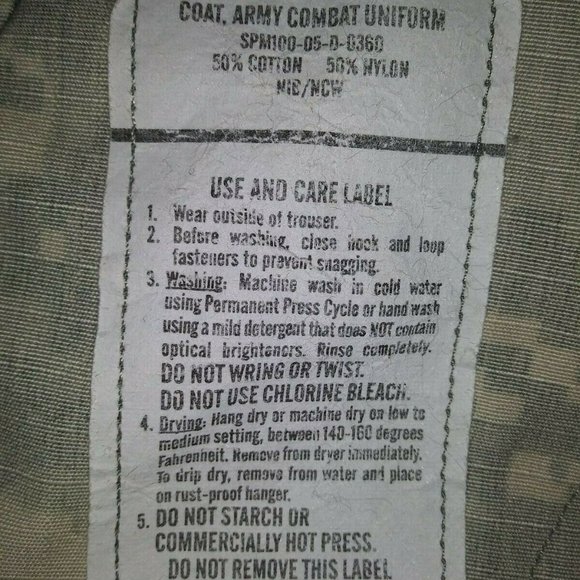 COAT, ARMY COMBAT UNIFORM
SPM100-05-D-0360
50% COTTON 50% NYLON
NIB/NCW
USE AND CARE LABEL
1. Wear outside of trouser.
2. Before washing, close hook and loop
fasteners to prevent snagging.
3. Washing: Machine wash in cold water
using Permanent Press Cycle or hand wash
using a mild detergent that does NOT contain
optical brighteners. Rinse completely.
DO NOT WRING OR TWIST.
DO NOT USE CHLORINE BLEACH.
4. Drying: Hang dry or machine dry on low to
medium setting, between 140-160 degrees
Fahrenheit. Remove from dryer immediately.
To drip dry, remove from water and place
on rust-proof hanger.
5. DO NOT STARCH OR
COMMERCIALLY HOT PRESS.
DO NOT REMOVE THIS LABEL